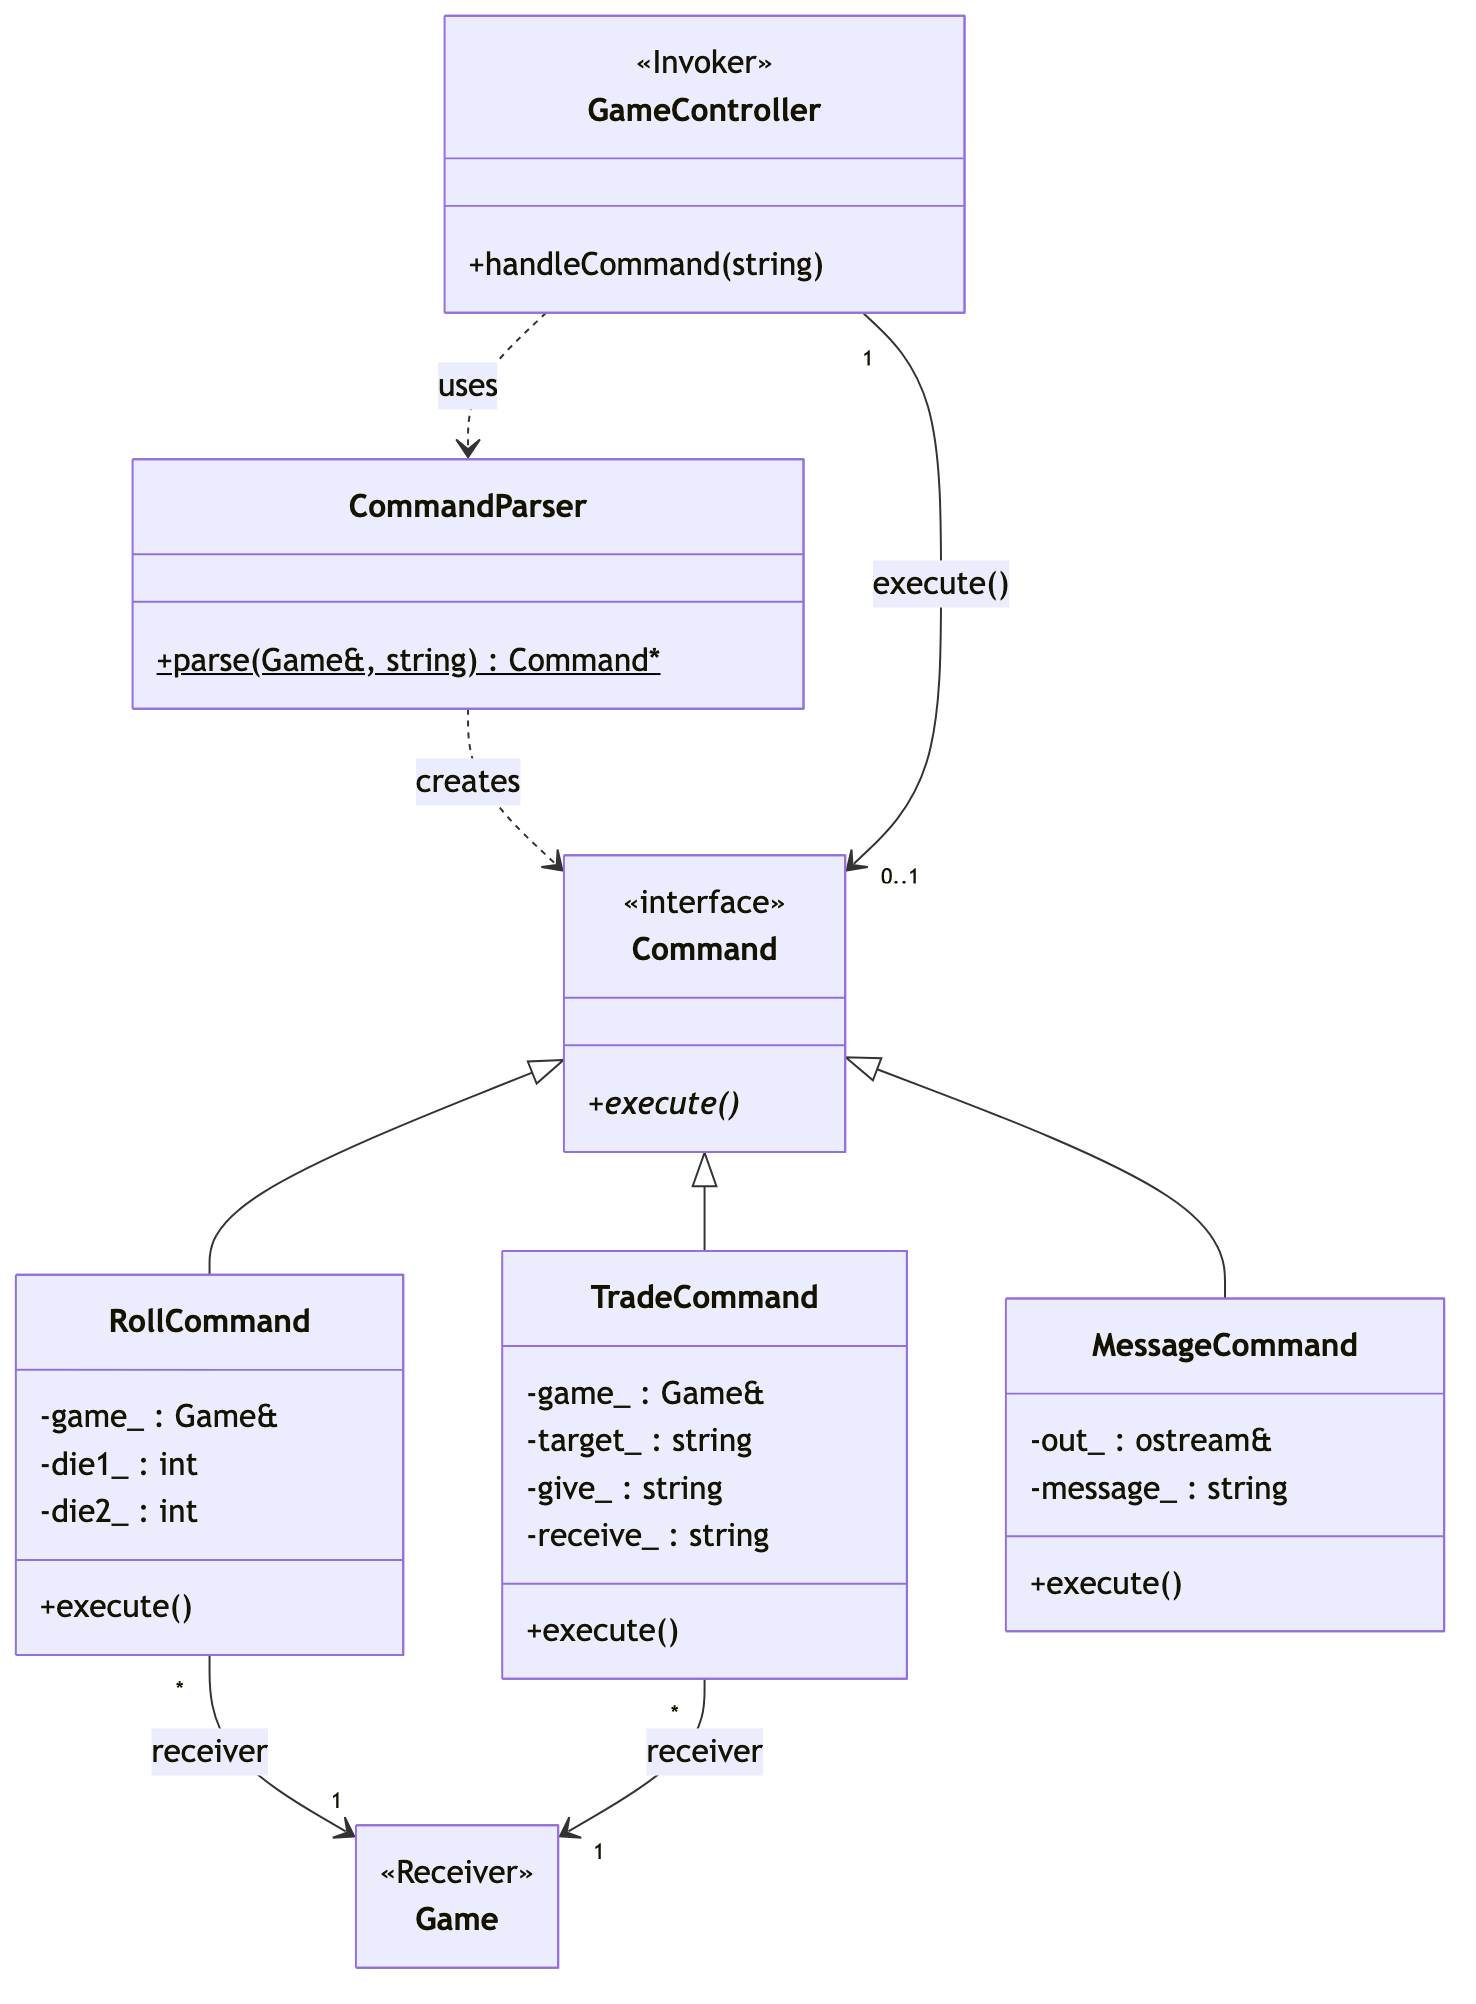 «Invoker»
GameController
+handleCommand(string)
1
uses
CommandParser
+parse(Game&, string) : Command*
execute()
creates
0..1
«interface»
Command
+execute()
RollCommand
-game_ : Game&
-die1_ : int
-die2_ : int
+execute()
TradeCommand
-game_ : Game&
-target_ : string
-give_ : string
-receive_ : string
+execute()
MessageCommand
-out_ : ostream&
-message_ : string
+execute()
*
receiver
1
*
receiver
1
«Receiver»
Game